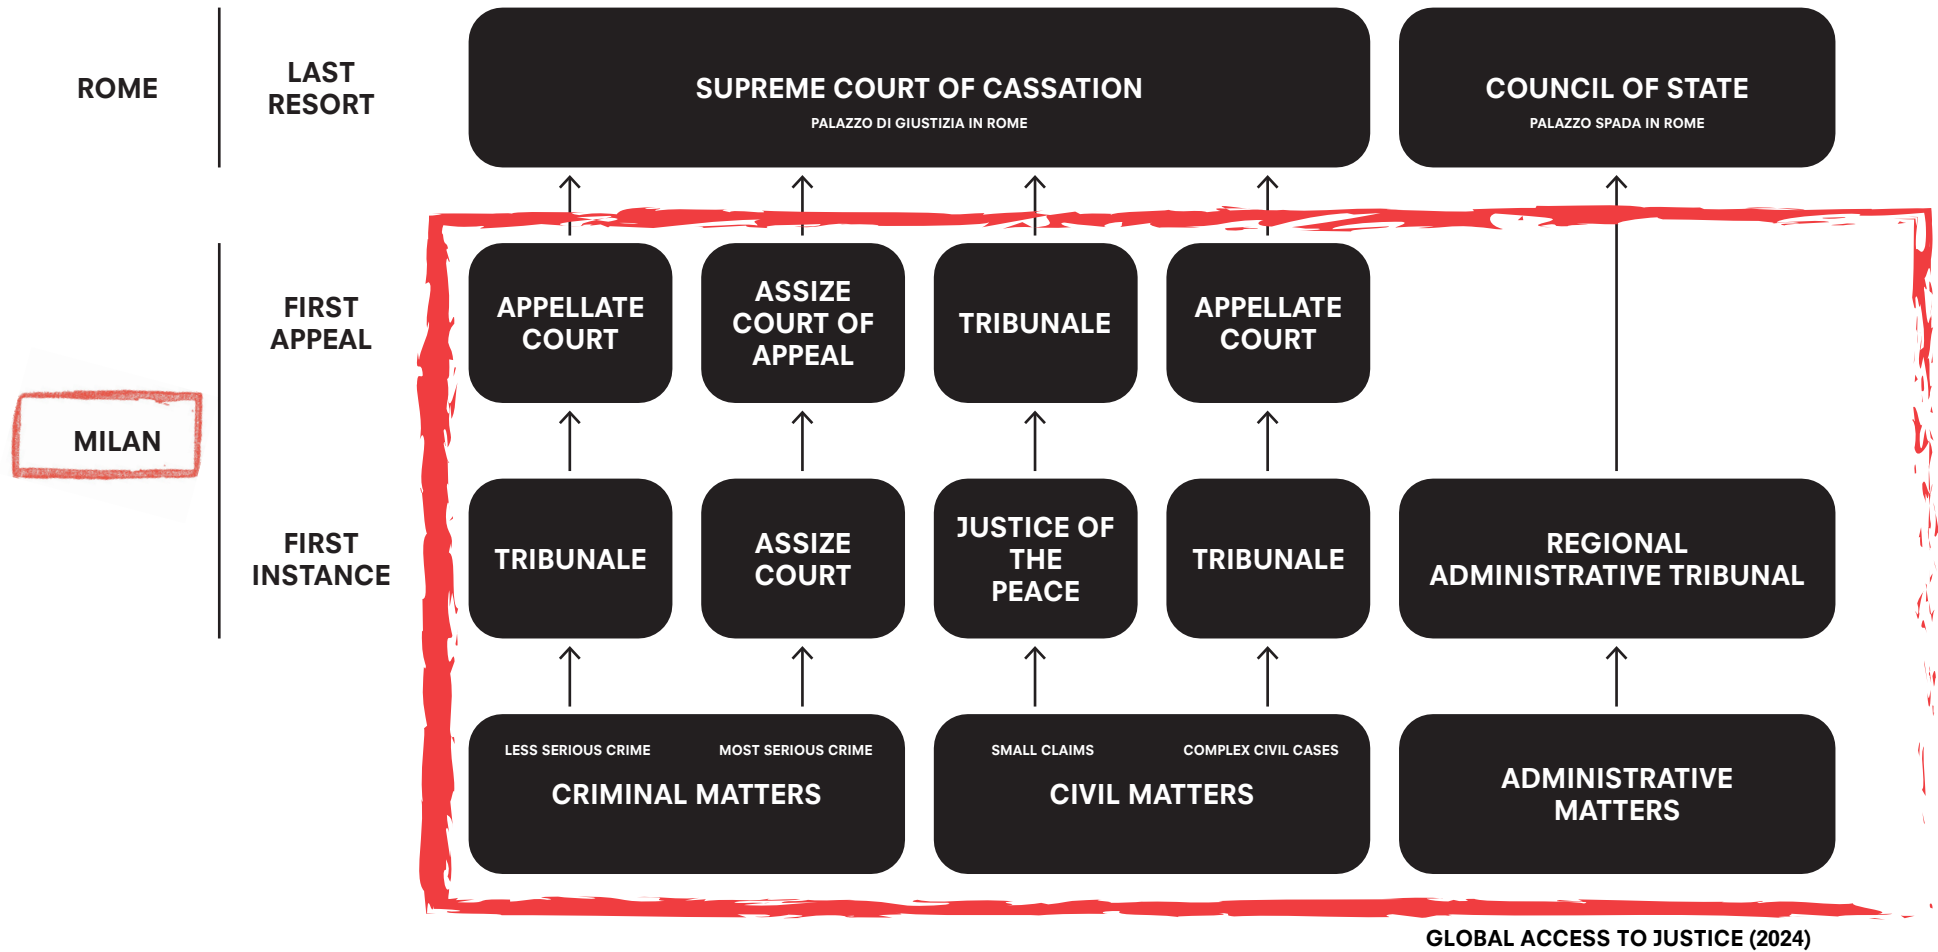 ROME
LAST
RESORT
SUPREME COURT OF CASSATION
PALAZZO DI GIUSTIZIA IN ROME
COUNCIL OF STATE
PALAZZO SPADA IN ROME
MILAN
FIRST
APPEAL
APPELLATE
COURT
ASSIZE
COURT OF
APPEAL
TRIBUNALE
APPELLATE
COURT
FIRST
INSTANCE
TRIBUNALE
ASSIZE
COURT
JUSTICE OF
THE
PEACE
TRIBUNALE
REGIONAL
ADMINISTRATIVE TRIBUNAL
LESS SERIOUS CRIME
MOST SERIOUS CRIME
CRIMINAL MATTERS
SMALL CLAIMS
COMPLEX CIVIL CASES
CIVIL MATTERS
ADMINISTRATIVE
MATTERS
GLOBAL ACCESS TO JUSTICE (2024)